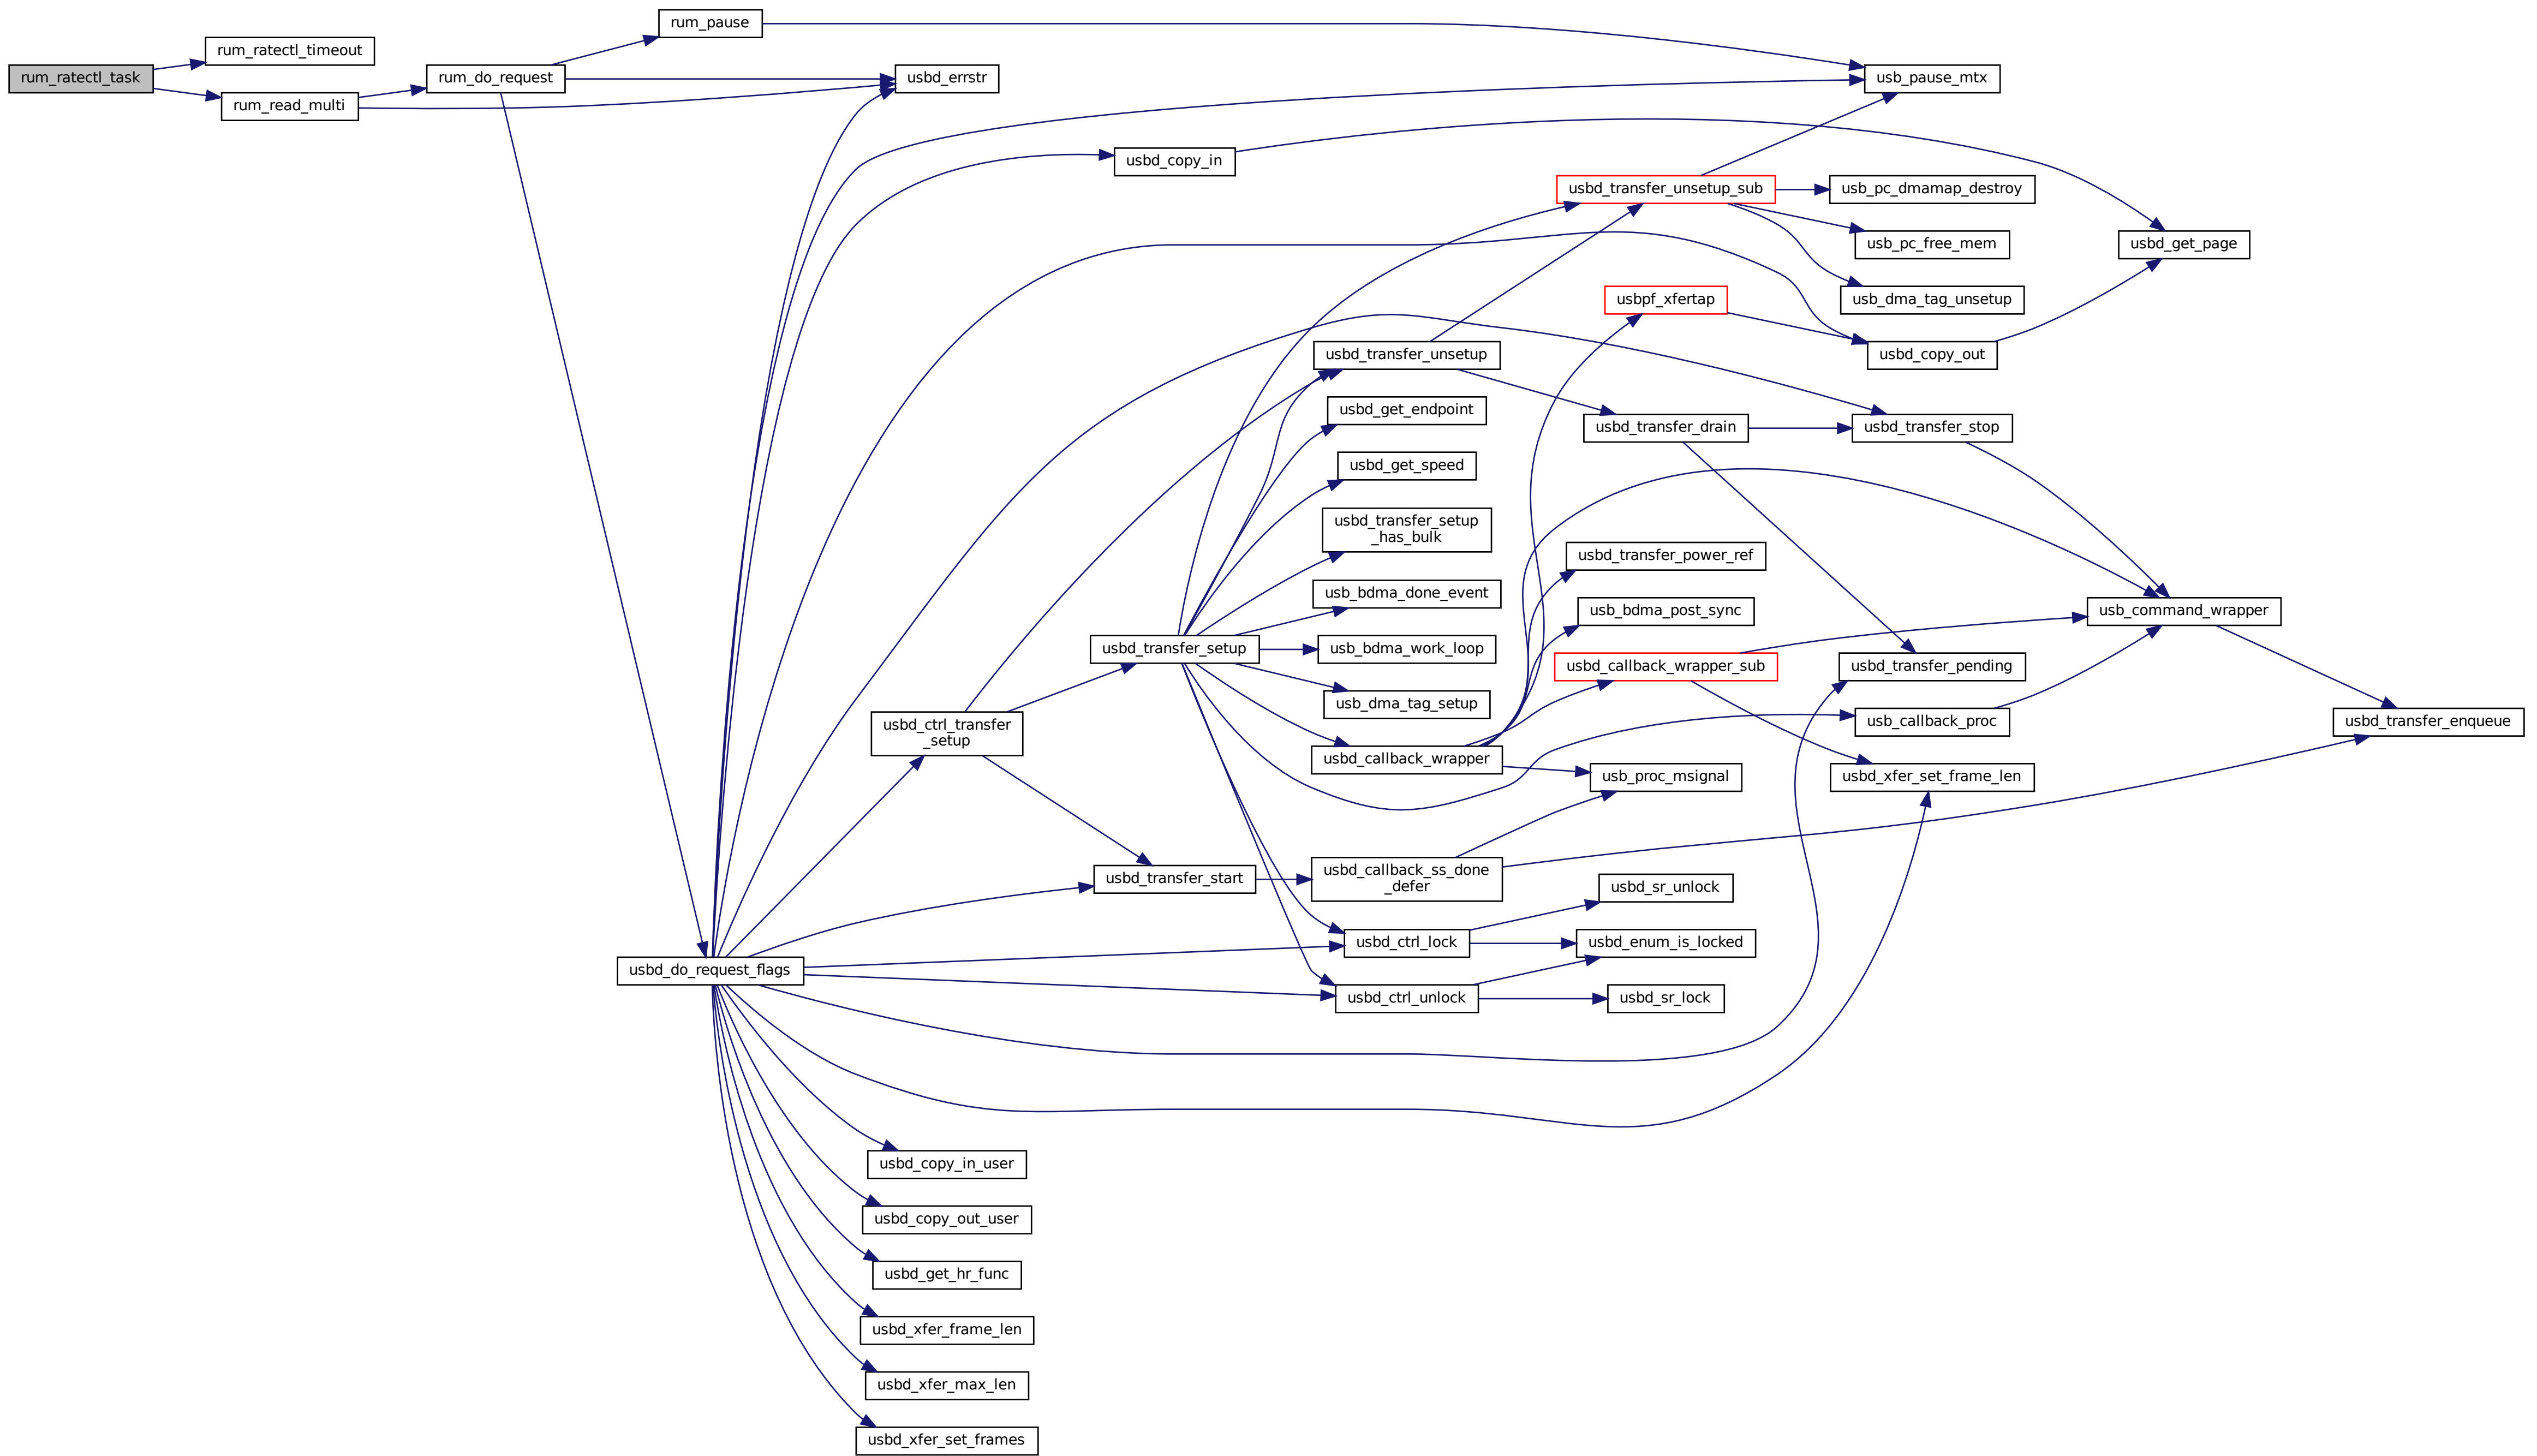 rum_pause
rum_ratectl_timeout
rum_ratectl_task
rum_do_request
usbd_errstr
usb_pause_mtx
rum_read_multi
usbd_copy_in
usbd_transfer_unsetup_sub
usb_pc_dmamap_destroy
usb_pc_free_mem
usbd_get_page
usbpf_xfertap
usb_dma_tag_unsetup
usbd_transfer_unsetup
usbd_copy_out
usbd_get_endpoint
usbd_transfer_drain
usbd_transfer_stop
usbd_get_speed
usbd_transfer_setup
_has_bulk
usbd_transfer_power_ref
usb_bdma_done_event
usb_bdma_post_sync
usb_command_wrapper
usbd_transfer_setup
usb_bdma_work_loop
usbd_callback_wrapper_sub
usbd_transfer_pending
usb_dma_tag_setup
usbd_ctrl_transfer
_setup
usb_callback_proc
usbd_transfer_enqueue
usbd_callback_wrapper
usb_proc_msignal
usbd_xfer_set_frame_len
usbd_transfer_start
usbd_callback_ss_done
_defer
usbd_sr_unlock
usbd_ctrl_lock
usbd_enum_is_locked
usbd_do_request_flags
usbd_ctrl_unlock
usbd_sr_lock
usbd_copy_in_user
usbd_copy_out_user
usbd_get_hr_func
usbd_xfer_frame_len
usbd_xfer_max_len
usbd_xfer_set_frames